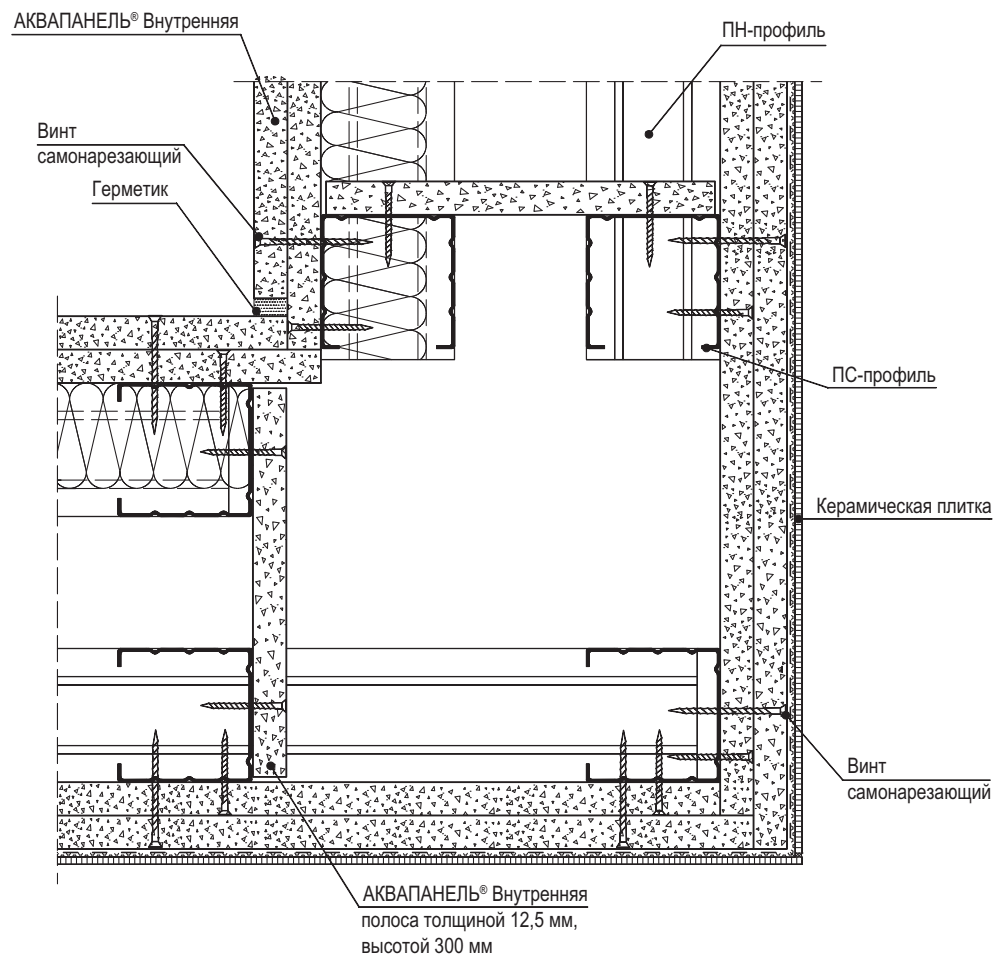 АКВАПАНЕЛЬ® Внутренняя
ПН-профиль
Винт
самонарезающий
Герметик
ПС-профиль
Керамическая плитка
Винт
самонарезающий
АКВАПАНЕЛЬ® Внутренняя
полоса толщиной 12,5 мм,
высотой 300 мм